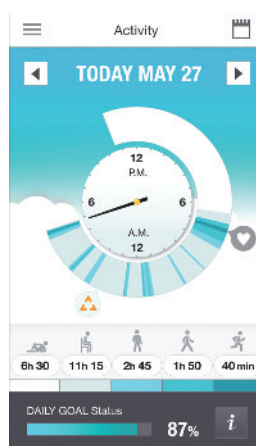 Activity
TODAY MAY 27
12
P.M.
6
6
A.M.
12
6h 30
11h 15
2h 45
1h 50
40 min
DAILY GOAL Status
87%
i